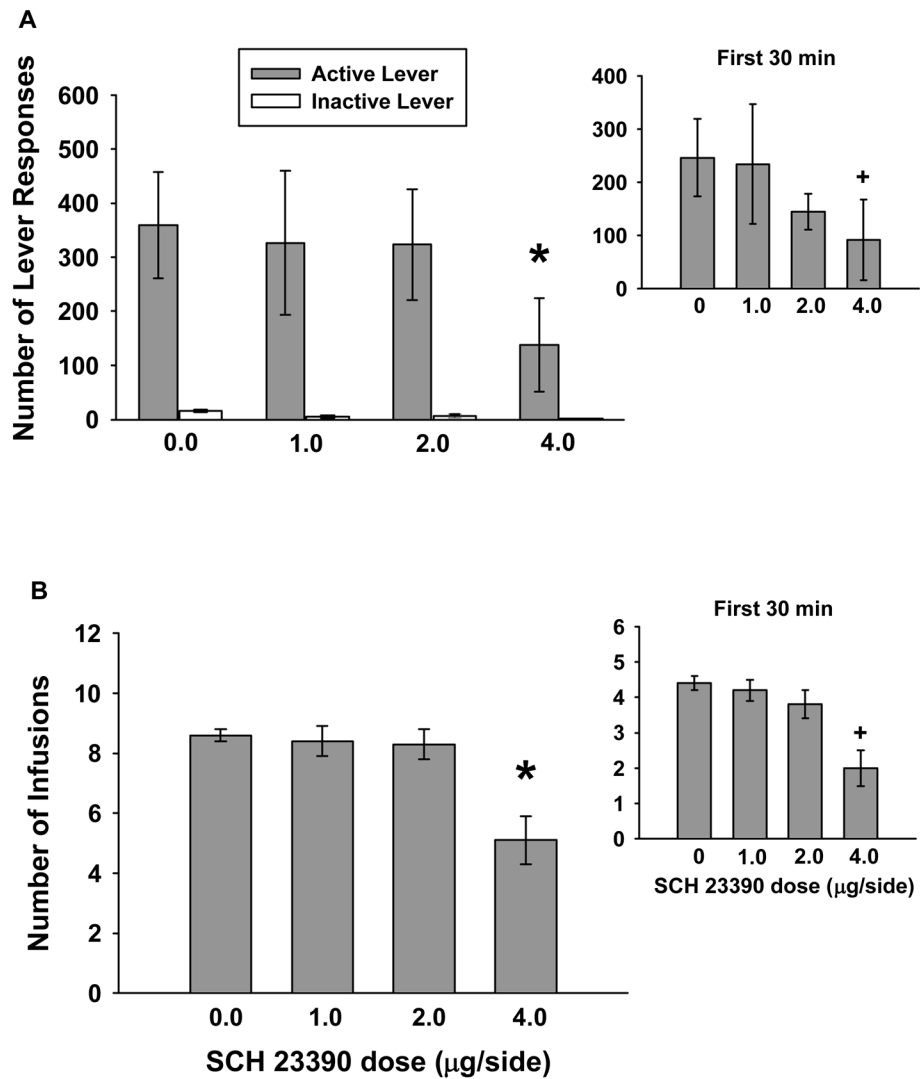 A
Number of Lever Responses
Active Lever
Inactive Lever
600
500
400
300
200
100
0
0.0 1.0 2.0 4.0
*
First 30 min
400
300
200
100
0
+
0 1.0 2.0 4.0
B
Number of Infusions
12
10
8
6
4
2
0
*
0.0 1.0 2.0 4.0
SCH 23390 dose (μg/side)
First 30 min
6
5
4
3
2
1
0
+
0 1.0 2.0 4.0
SCH 23390 dose (μg/side)